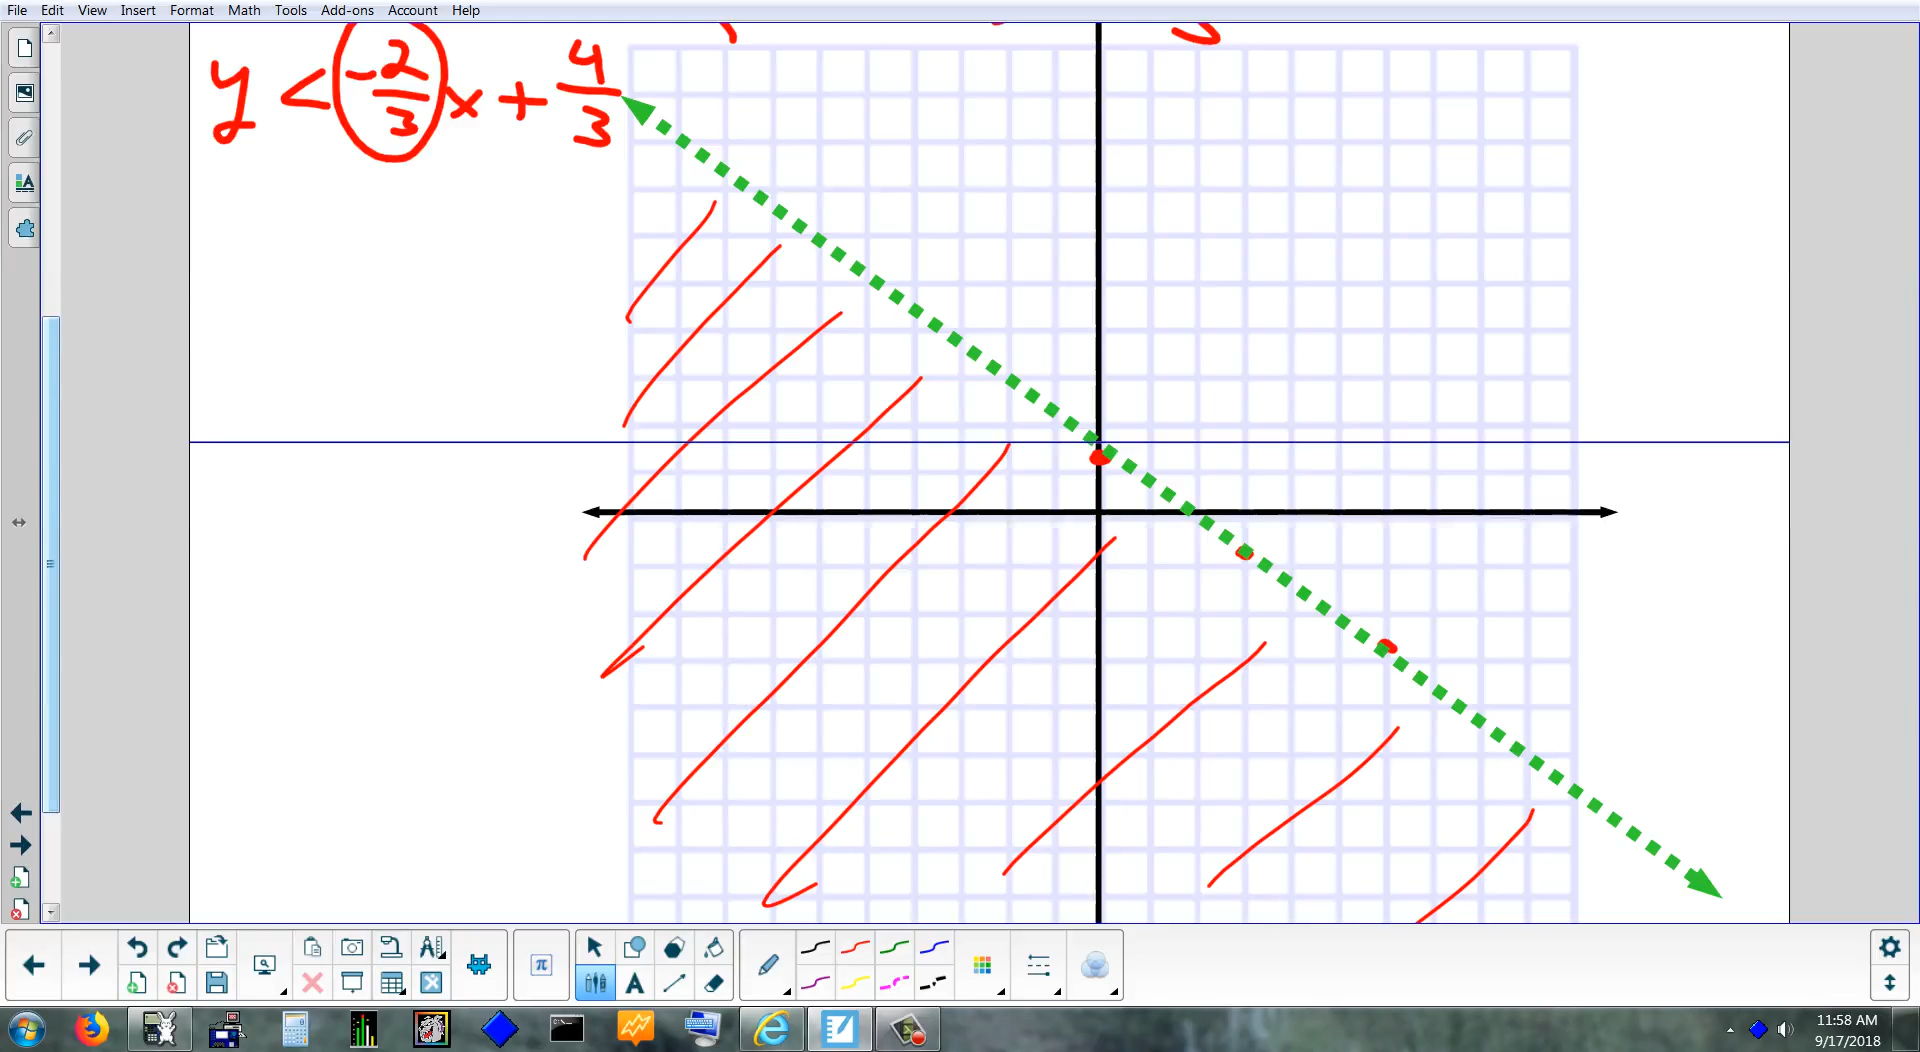 File Edit View Insert Format Math Tools Add-ons Account Help
y < -2/3 x + 4/3
π
A
11:58 AM
9/17/2018